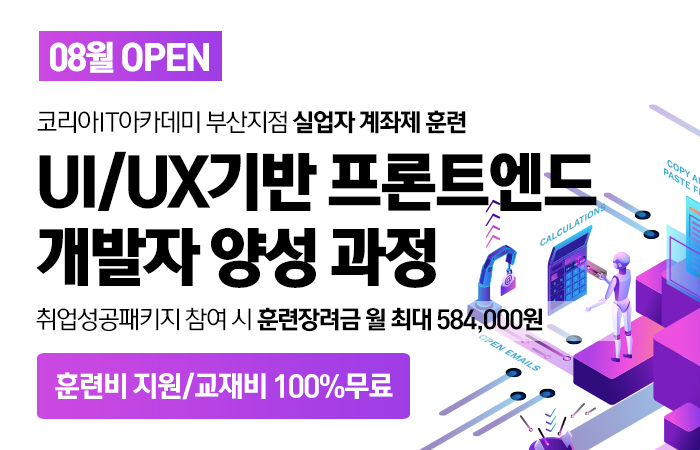 08월 OPEN
코리아IT아카데미 부산지점 실업자 계좌제 훈련
UI/UX기반 프론트엔드
개발자 양성 과정
취업성공패키지 참여 시 훈련장려금 월 최대 584,000원
훈련비 지원/교재비 100%무료
COPY A
PASTE F
CALCULATIONS
OPEN EMAILS